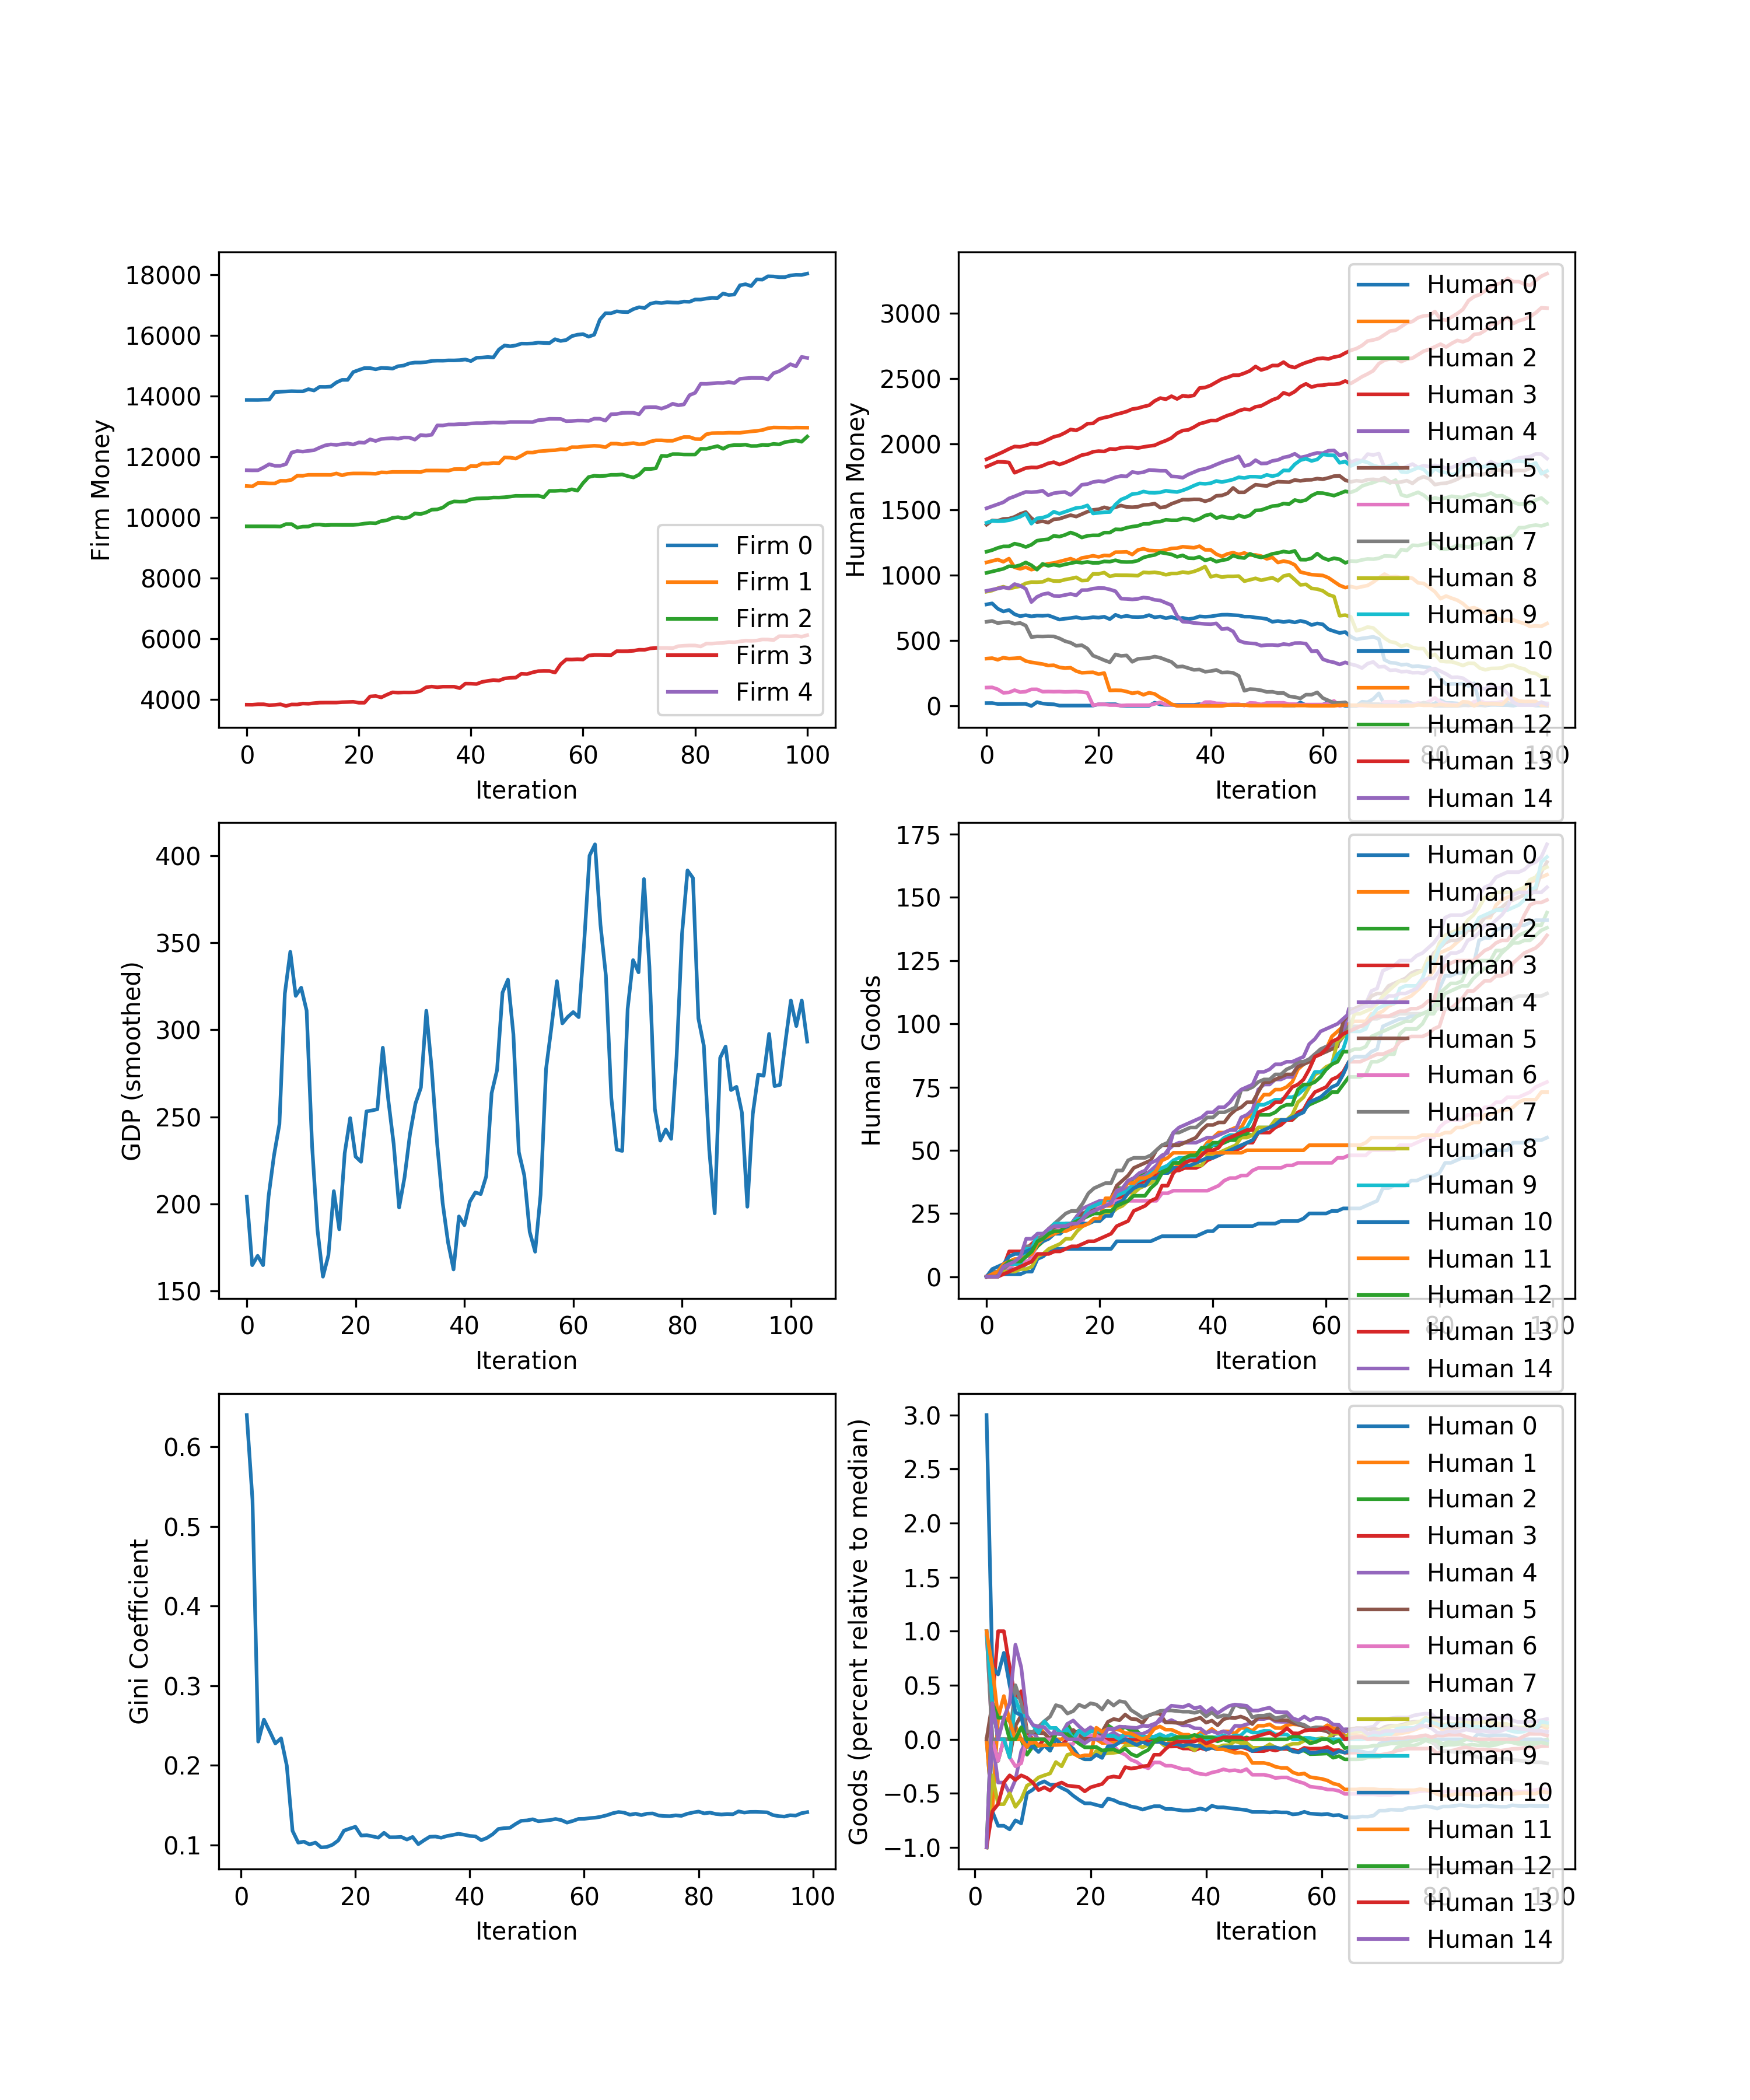 18000
16000
14000
12000
10000
8000
6000
4000
Firm Money
Firm 0
Firm 1
Firm 2
Firm 3
Firm 4
0 20 40 60 80 100
Iteration
3000
2500
2000
1500
1000
500
0
Human Money
Human 0
Human 1
Human 2
Human 3
Human 4
Human 5
Human 6
Human 7
Human 8
Human 9
Human 10
Human 11
Human 12
Human 13
Human 14
0 20 40 60 80 100
Iteration
400
350
300
250
200
150
GDP (smoothed)
0 20 40 60 80 100
Iteration
175
150
125
100
75
50
25
0
Human Goods
Human 0
Human 1
Human 2
Human 3
Human 4
Human 5
Human 6
Human 7
Human 8
Human 9
Human 10
Human 11
Human 12
Human 13
Human 14
0 20 40 60 80 100
Iteration
0.6
0.5
0.4
0.3
0.2
0.1
Gini Coefficient
0 20 40 60 80 100
Iteration
3.0
2.5
2.0
1.5
1.0
0.5
0.0
−0.5
−1.0
Goods (percent relative to median)
Human 0
Human 1
Human 2
Human 3
Human 4
Human 5
Human 6
Human 7
Human 8
Human 9
Human 10
Human 11
Human 12
Human 13
Human 14
0 20 40 60 80 100
Iteration